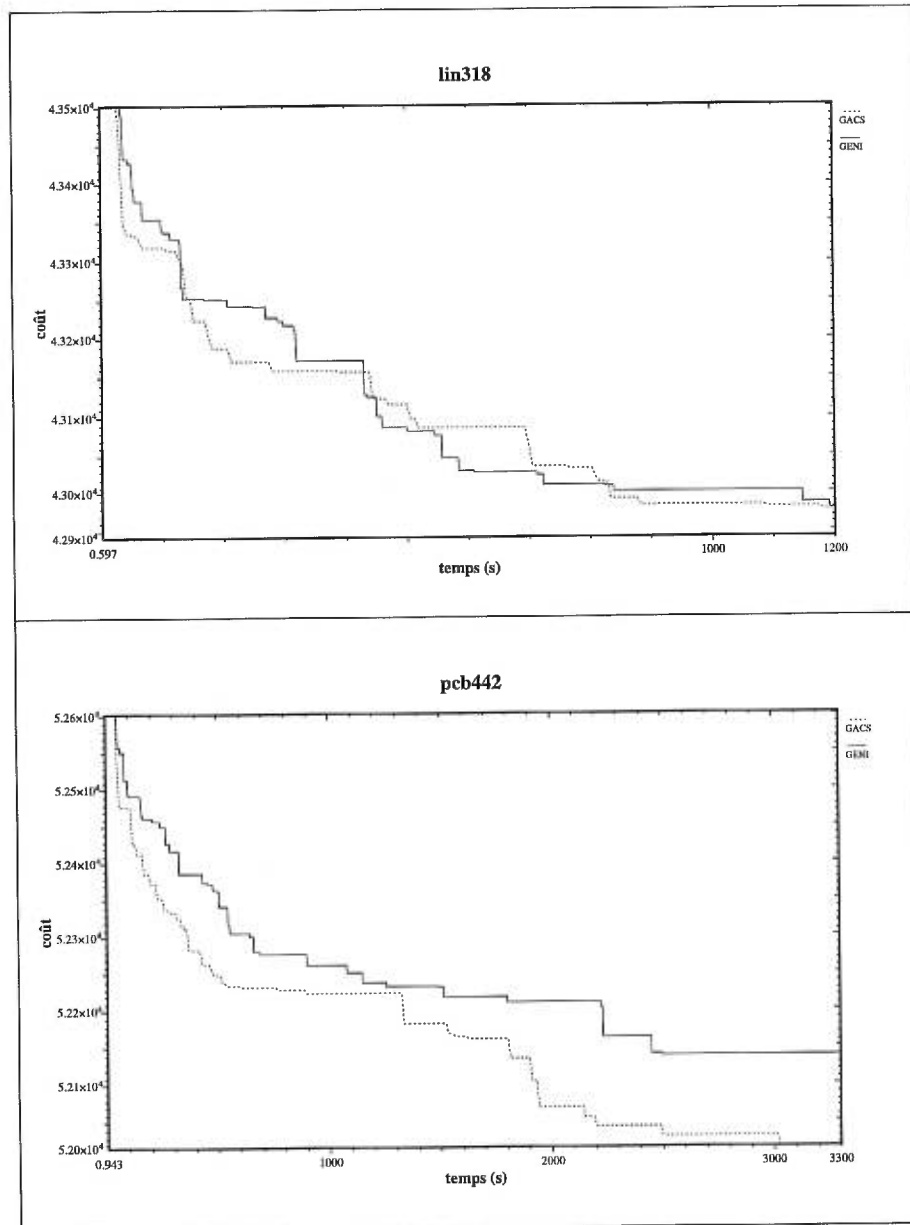 lin318
4.35×10⁴
GACS
GENI
4.34×10⁴
4.33×10⁴
coût
4.32×10⁴
4.31×10⁴
4.30×10⁴
4.29×10⁴
0.597
1000
1200
temps (s)
pcb442
5.26×10⁴
GACS
GENI
5.25×10⁴
5.24×10⁴
5.23×10⁴
coût
5.22×10⁴
5.21×10⁴
5.20×10⁴
0.943
1000
2000
3000
3300
temps (s)